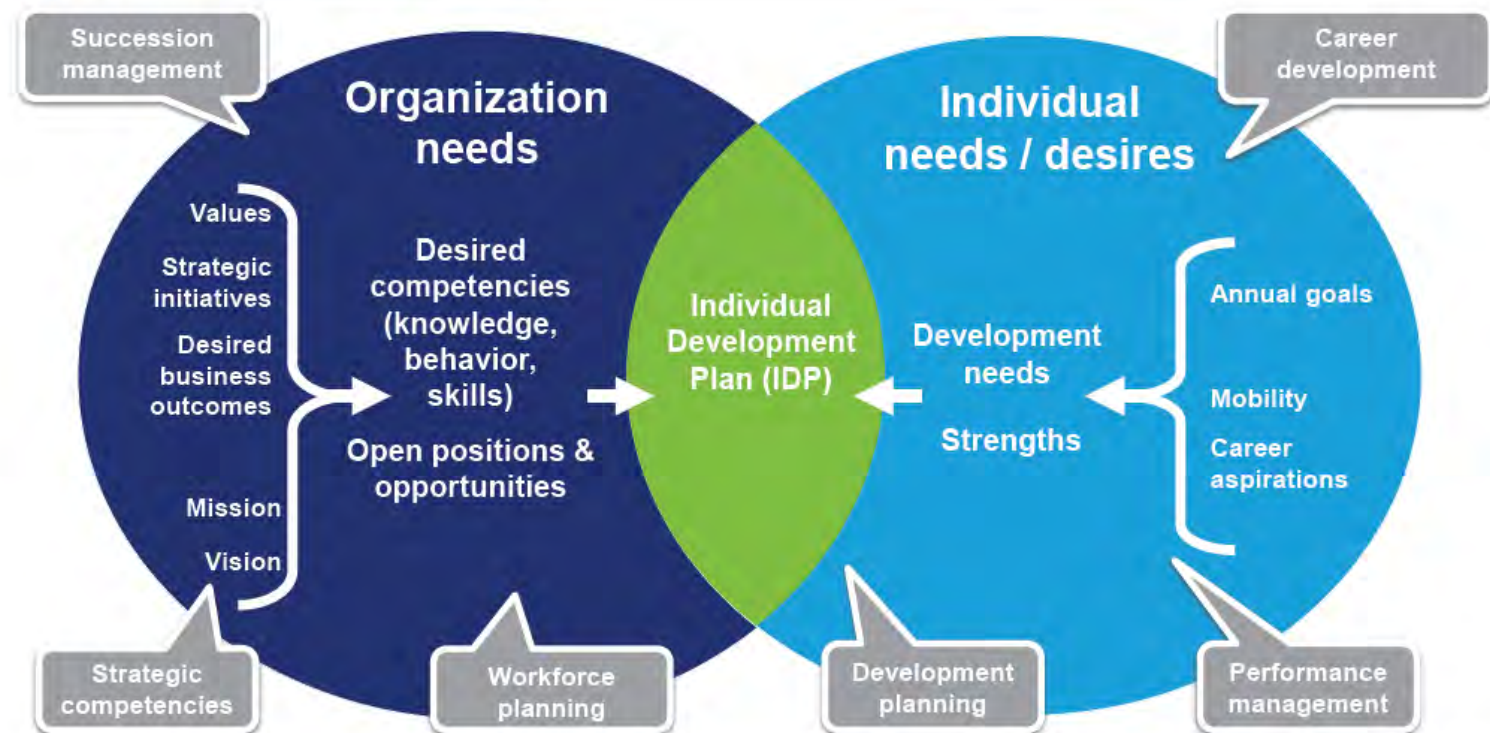 Succession
management
Career
development
Organization
needs
Individual
needs / desires
Values
Strategic
initiatives
Desired
business
outcomes
Mission
Vision
Desired
competencies
(knowledge,
behavior,
skills)
Open positions &
opportunities
Individual
Development
Plan (IDP)
Development
needs
Strengths
Annual goals
Mobility
Career
aspirations
Strategic
competencies
Workforce
planning
Development
planning
Performance
management